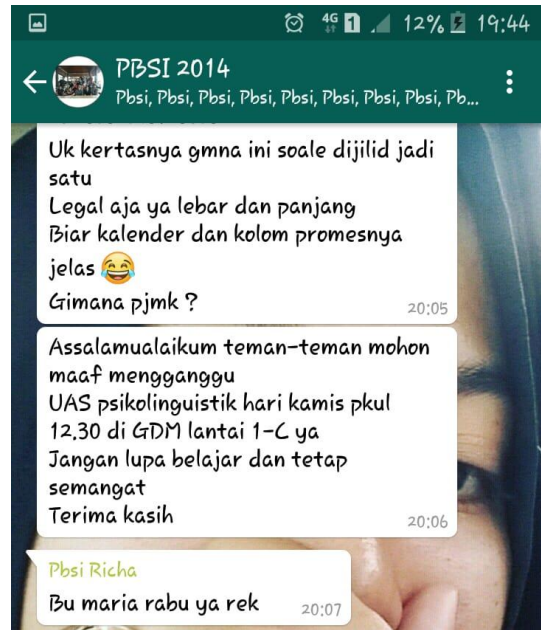 4G 1 12% 19:44
PBSI 2014
Pbsi, Pbsi, Pbsi, Pbsi, Pbsi, Pbsi, Pbsi, Pbsi, Pb...
Uk kertasnya gmna ini soale dijilid jadi
satu
Legal aja ya lebar dan panjang
Biar kalender dan kolom promesnya
jelas 😂
Gimana pjmk ?
20:05
Assalamualaikum teman-teman mohon
maaf mengganggu
UAS psikolinguistik hari kamis pkul
12.30 di GDM lantai 1-C ya
Jangan lupa belajar dan tetap
semangat
Terima kasih
20:06
Pbsi Richa
Bu maria rabu ya rek
20:07